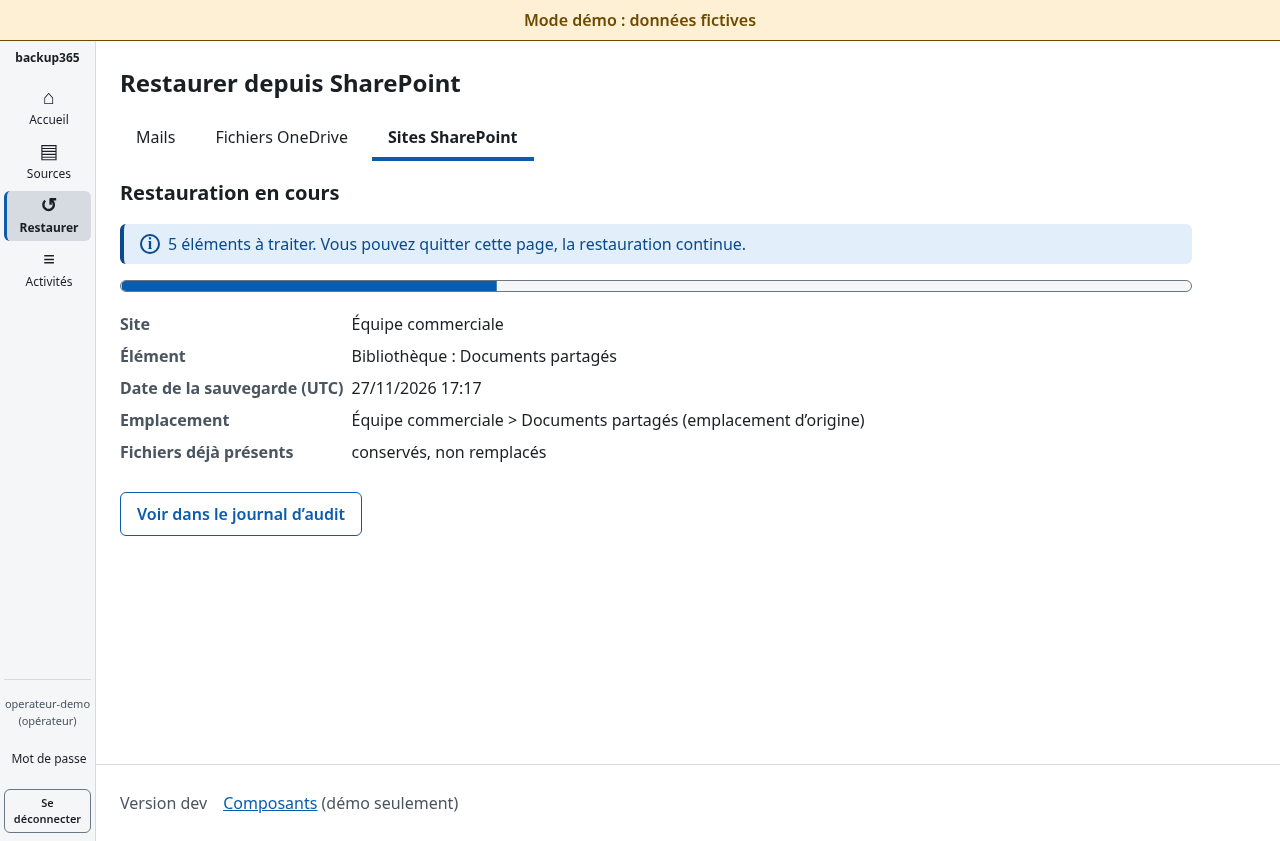 Mode démo : données fictives
backup365
Accueil
Sources
Restaurer
Activités
operateur-demo
(opérateur)
Mot de passe
Se
déconnecter
Restaurer depuis SharePoint
Mails
Fichiers OneDrive
Sites SharePoint
Restauration en cours
5 éléments à traiter. Vous pouvez quitter cette page, la restauration continue.
Site Équipe commerciale
Élément Bibliothèque : Documents partagés
Date de la sauvegarde (UTC) 27/11/2026 17:17
Emplacement Équipe commerciale > Documents partagés (emplacement d’origine)
Fichiers déjà présents conservés, non remplacés
Voir dans le journal d’audit
Version dev Composants (démo seulement)